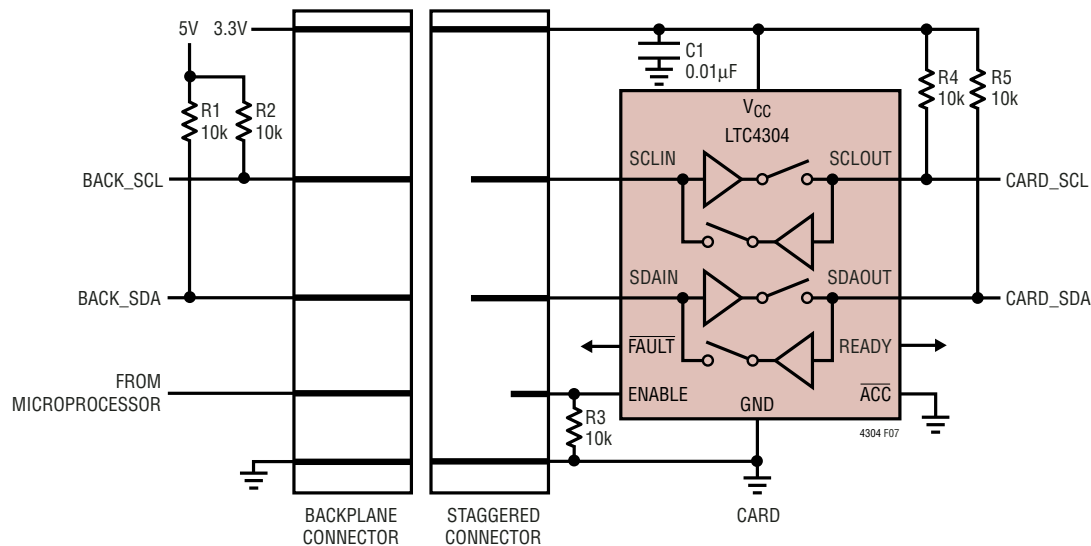 5V 3.3V
C1
0.01µF
R1
10k
R2
10k
R4
10k
R5
10k
VCC
LTC4304
SCLIN
SCLOUT
BACK_SCL
CARD_SCL
SDAIN
SDAOUT
BACK_SDA
CARD_SDA
FAULT
READY
FROM
MICROPROCESSOR
ENABLE
ACC
GND
R3
10k
4304 F07
BACKPLANE
CONNECTOR
STAGGERED
CONNECTOR
CARD